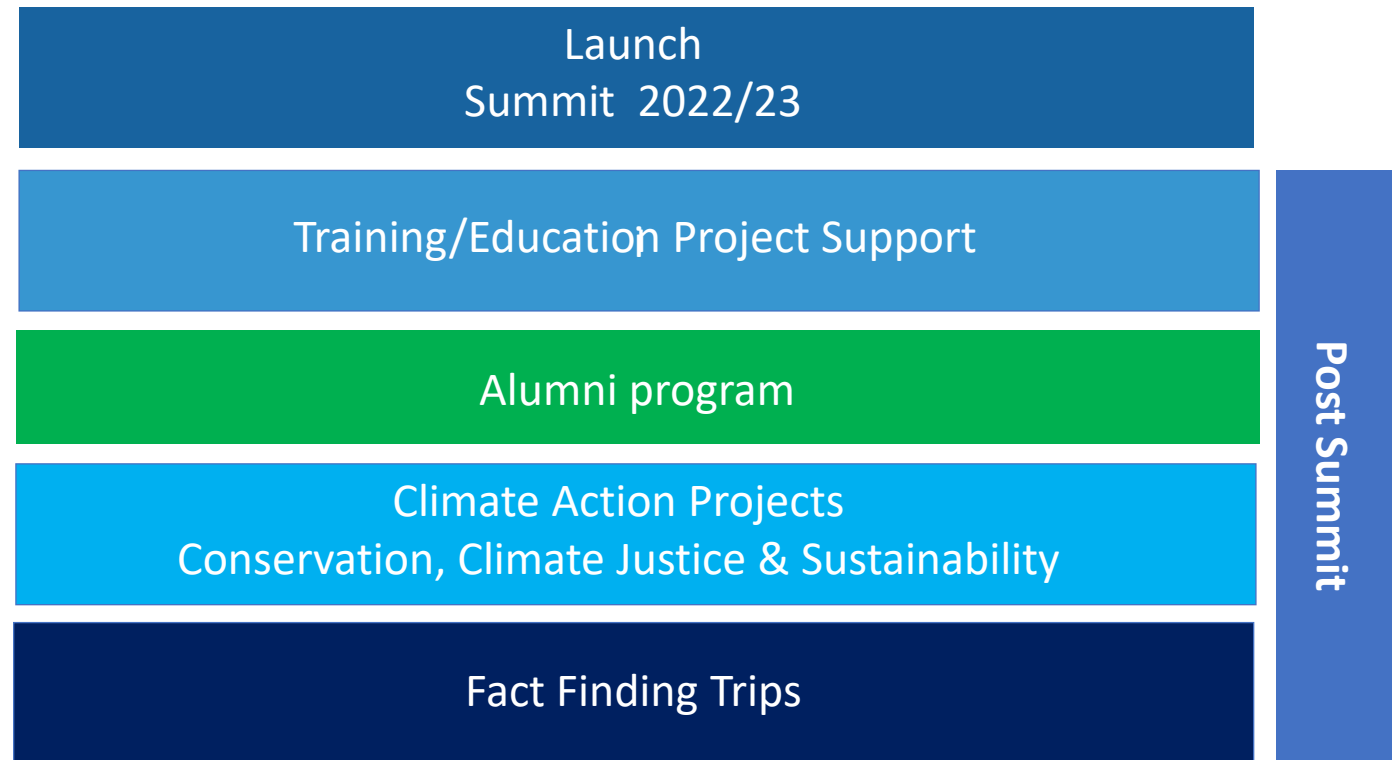 Launch
Summit 2022/23
Training/Education Project Support
Alumni program
Climate Action Projects
Conservation, Climate Justice & Sustainability
Fact Finding Trips
Post Summit